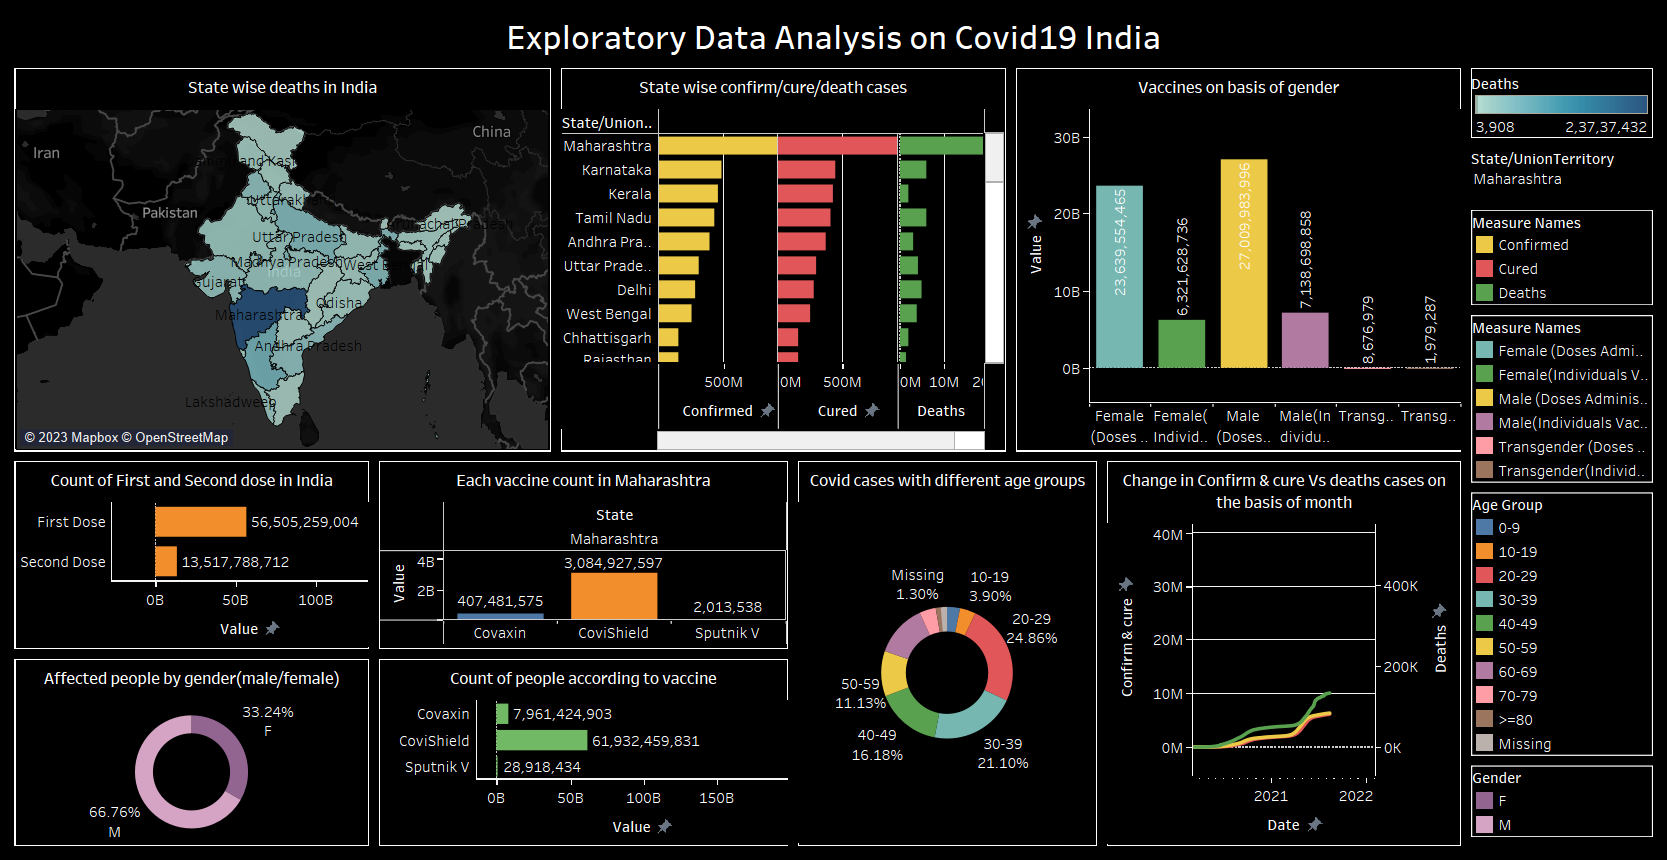 Exploratory Data Analysis on Covid19 India
State wise deaths in India
China
Iran
Pakistan
Uttar Pradesh
Madhya Pradesh
West Bengal
India
Gujarat
Odisha
Maharashtra
Andhra Pradesh
Lakshadweep
© 2023 Mapbox © OpenStreetMap
State wise confirm/cure/death cases
State/Union..
Maharashtra
Karnataka
Kerala
Tamil Nadu
Andhra Pra..
Uttar Prade..
Delhi
West Bengal
Chhattisgarh
Rajasthan
500M 0M 500M 0M 10M
Confirmed Cured Deaths
Vaccines on basis of gender
30B
20B
10B
0B
Value
23,639,554,465
6,321,628,736
27,009,983,996
7,138,698,858
8,676,979
1,979,287
Female Female( Male Male(In Transg.. Transg..
(Doses .. Individ.. (Doses.. dividu..
Deaths
3,908 2,37,37,432
State/UnionTerritory
Maharashtra
Measure Names
Confirmed
Cured
Deaths
Measure Names
Female (Doses Admi..
Female(Individuals V..
Male (Doses Adminis..
Male(Individuals Vac..
Transgender (Doses ..
Transgender(Individ..
Age Group
0-9
10-19
20-29
30-39
40-49
50-59
60-69
70-79
>=80
Missing
Gender
F
M
Count of First and Second dose in India
First Dose 56,505,259,004
Second Dose 13,517,788,712
0B 50B 100B
Value
Each vaccine count in Maharashtra
State
Maharashtra
4B
2B
Value
407,481,575
3,084,927,597
2,013,538
Covaxin CoviShield Sputnik V
Covid cases with different age groups
Missing
1.30%
10-19
3.90%
20-29
24.86%
50-59
11.13%
40-49
16.18%
30-39
21.10%
Change in Confirm & cure Vs deaths cases on
the basis of month
40M
30M
20M
10M
0M
Confirm & cure
400K
200K
0K
Deaths
2021 2022
Date
Affected people by gender(male/female)
33.24%
F
66.76%
M
Count of people according to vaccine
Covaxin 7,961,424,903
CoviShield 61,932,459,831
Sputnik V 28,918,434
0B 50B 100B 150B
Value